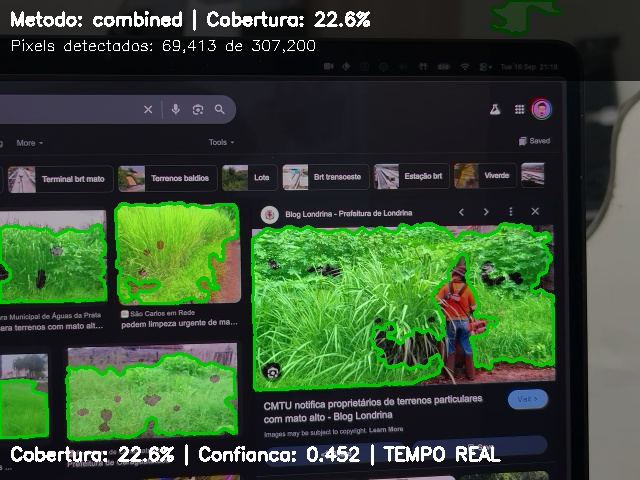 Metodo: combined | Cobertura: 22.6%
Pixels detectados: 69,413 de 307,200
Tue 16 Sep 21:18
More
Tools
Saved
Terminal brt mato
Terrenos baldios
Lote
Brt transoeste
Estação brt
Viverde
Blog Londrina - Prefeitura de Londrina
ara Municipal de Águas da Prata
ara terrenos com mato alt...
São Carlos em Rede
pedem limpeza urgente de ma...
CMTU notifica proprietários de terrenos particulares
com mato alto - Blog Londrina
Visit >
Images may be subject to copyright. Learn More
Cobertura: 22.6% | Confianca: 0.452 | TEMPO REAL